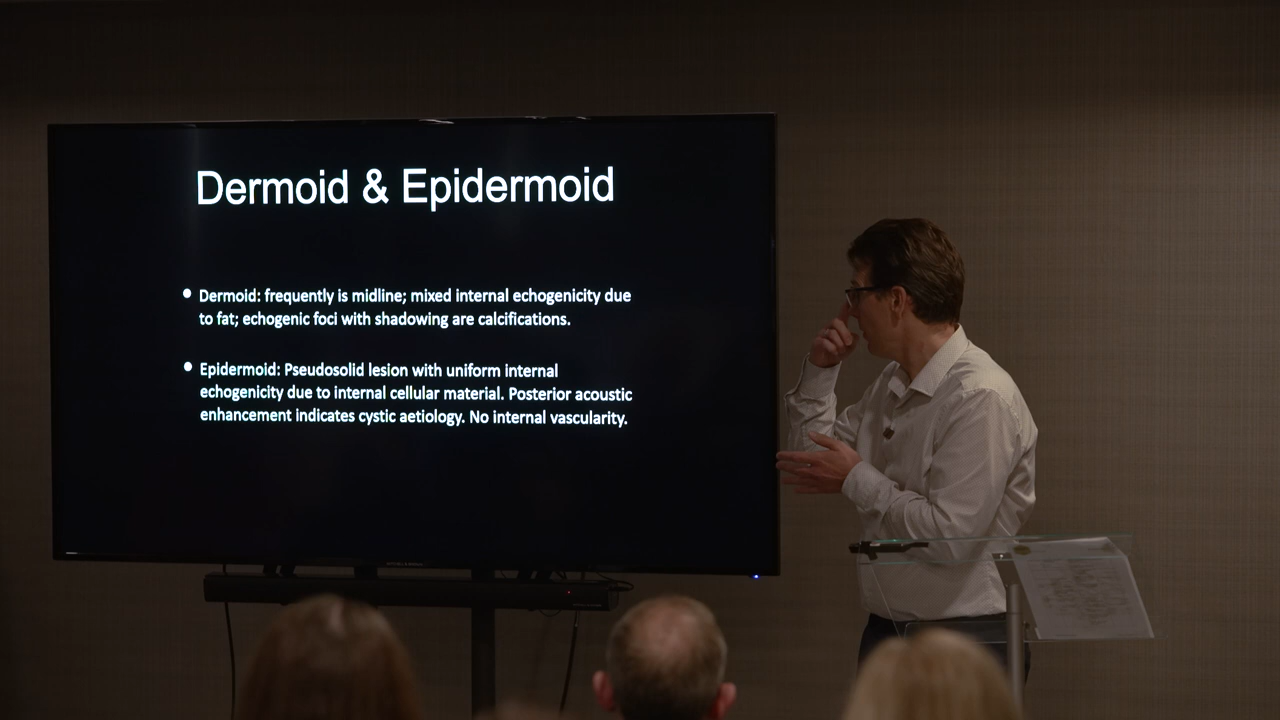 Dermoid & Epidermoid
• Dermoid: frequently is midline; mixed internal echogenicity due
to fat; echogenic foci with shadowing are calcifications.
• Epidermoid: Pseudosolid lesion with uniform internal
echogenicity due to internal cellular material. Posterior acoustic
enhancement indicates cystic aetiology. No internal vascularity.